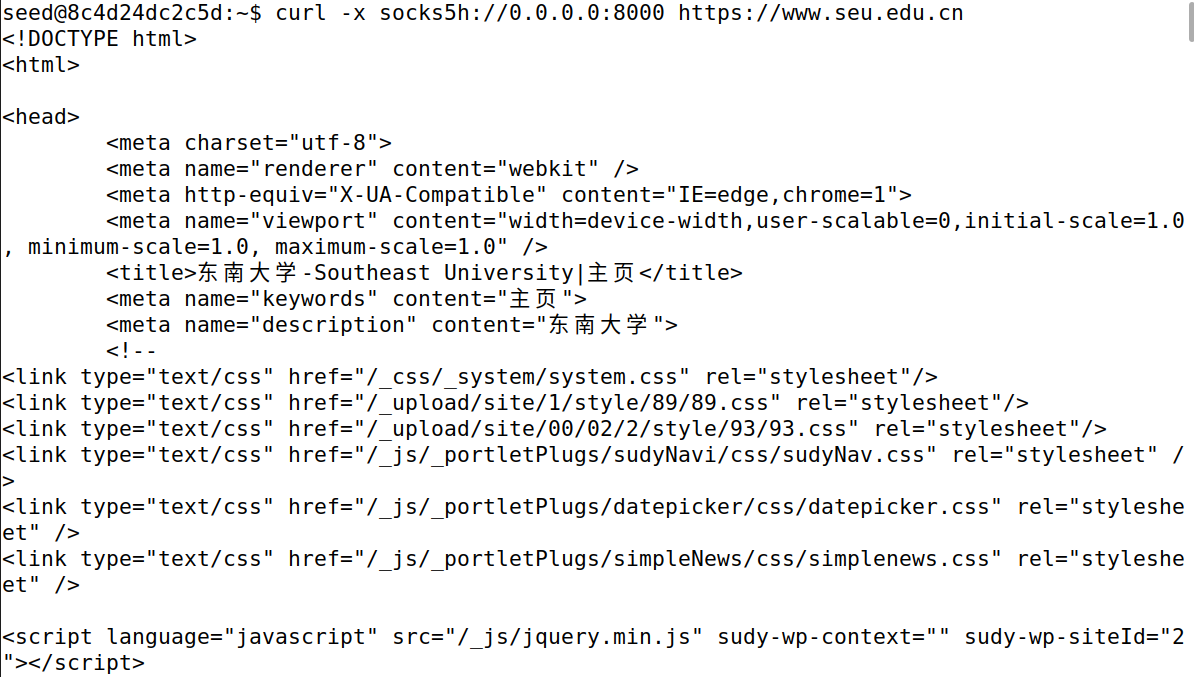 seed@8c4d24dc2c5d:~$ curl -x socks5h://0.0.0.0:8000 https://www.seu.edu.cn
<!DOCTYPE html>
<html>

<head>
        <meta charset="utf-8">
        <meta name="renderer" content="webkit" />
        <meta http-equiv="X-UA-Compatible" content="IE=edge,chrome=1">
        <meta name="viewport" content="width=device-width,user-scalable=0,initial-scale=1.0
, minimum-scale=1.0, maximum-scale=1.0" />
        <title>东南大学-Southeast University|主页</title>
        <meta name="keywords" content="主页">
        <meta name="description" content="东南大学">
        <!--
<link type="text/css" href="/_css/_system/system.css" rel="stylesheet"/>
<link type="text/css" href="/_upload/site/1/style/89/89.css" rel="stylesheet"/>
<link type="text/css" href="/_upload/site/00/02/2/style/93/93.css" rel="stylesheet"/>
<link type="text/css" href="/_js/_portletPlugs/sudyNavi/css/sudyNav.css" rel="stylesheet" /
>
<link type="text/css" href="/_js/_portletPlugs/datepicker/css/datepicker.css" rel="styleshe
et" />
<link type="text/css" href="/_js/_portletPlugs/simpleNews/css/simplenews.css" rel="styleshe
et" />

<script language="javascript" src="/_js/jquery.min.js" sudy-wp-context="" sudy-wp-siteId="2
"></script>